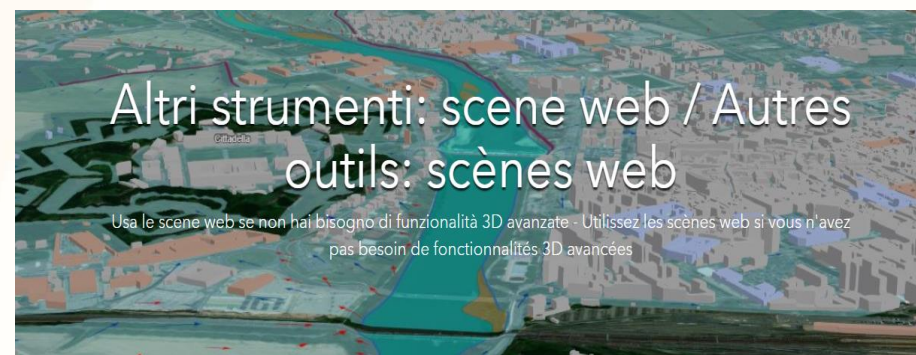 Altri strumenti: scene web / Autres
outils: scènes web
Cittadella
Usa le scene web se non hai bisogno di funzionalità 3D avanzate - Utilissez les scènes web si vous n'avez
pas besoin de fonctionnalités 3D avancées